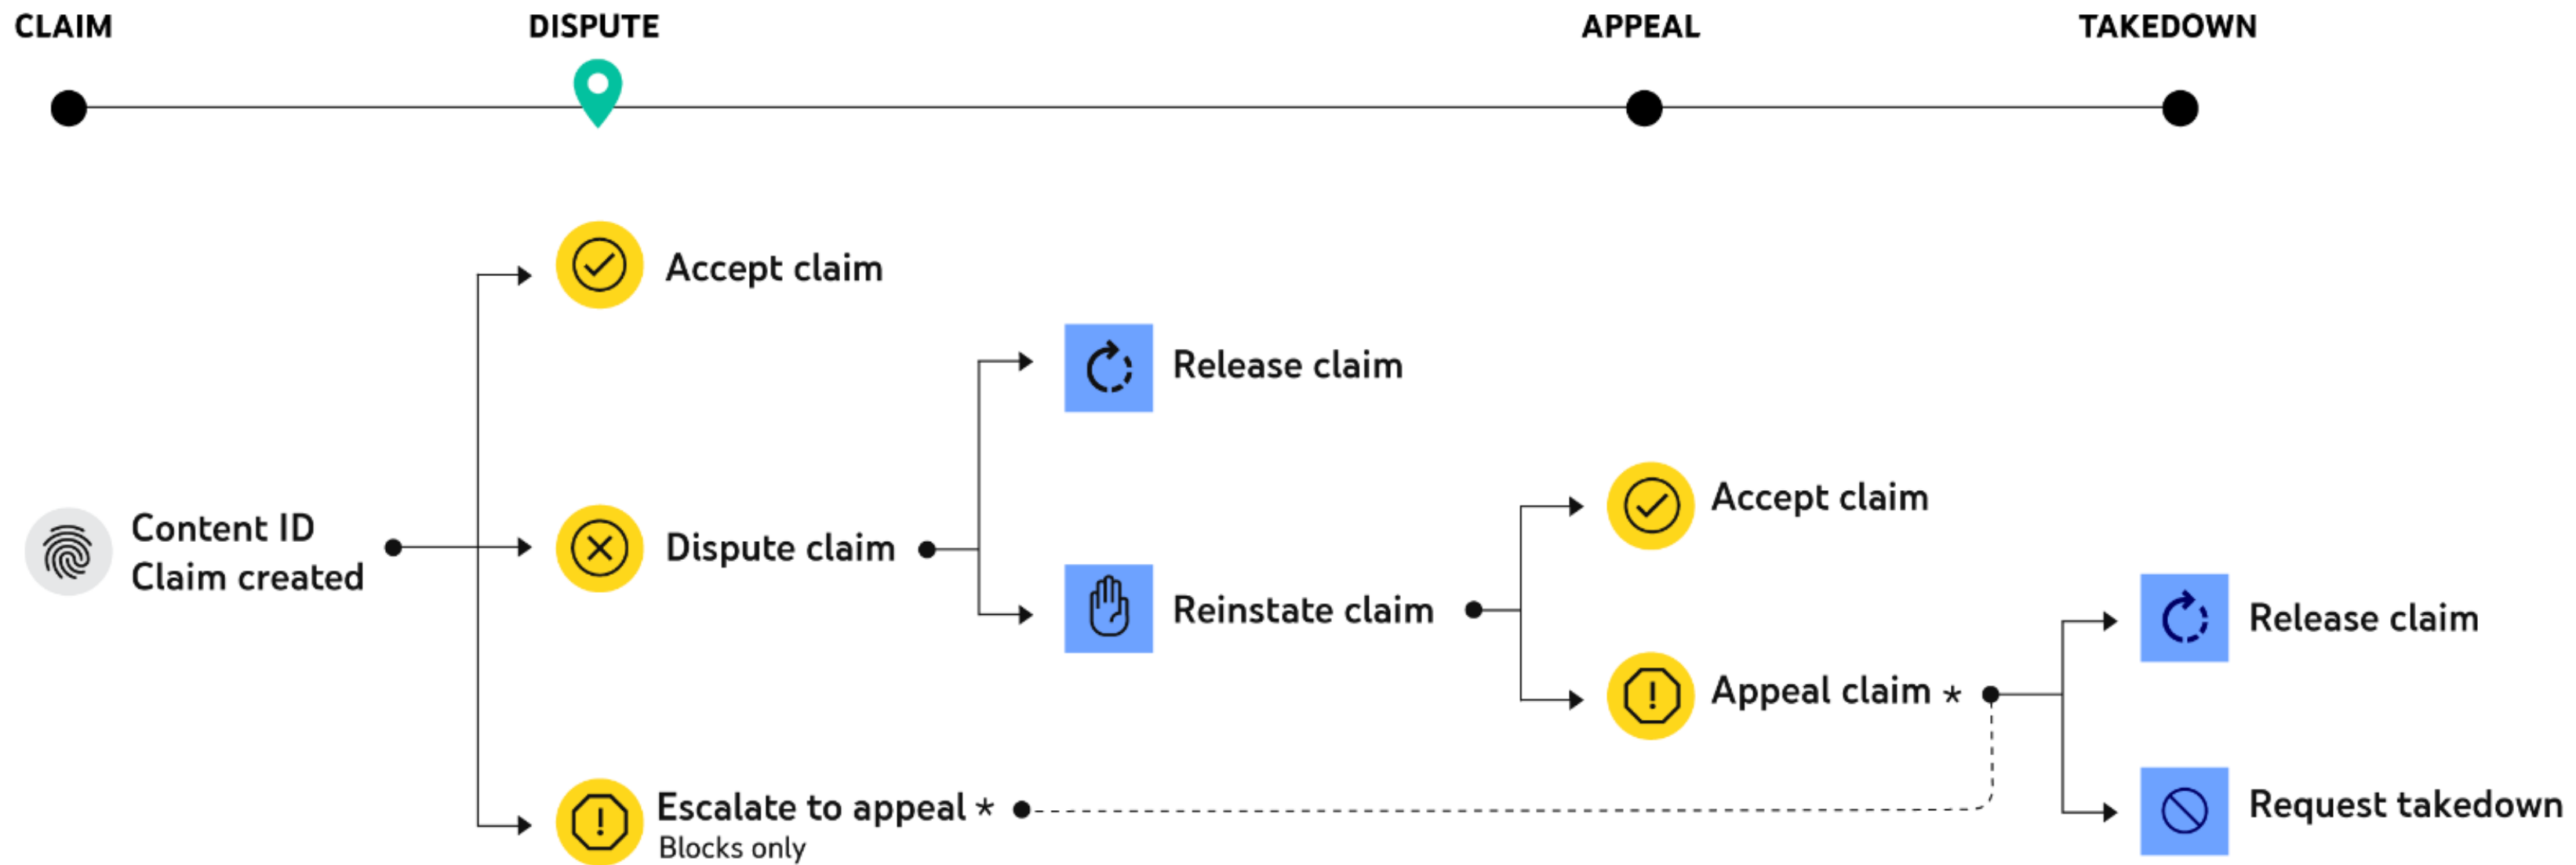 CLAIM
DISPUTE
APPEAL
TAKEDOWN
Accept claim
Release claim
Content ID
Claim created
Dispute claim
Reinstate claim
Accept claim
Appeal claim *
Release claim
Request takedown
Escalate to appeal *
Blocks only